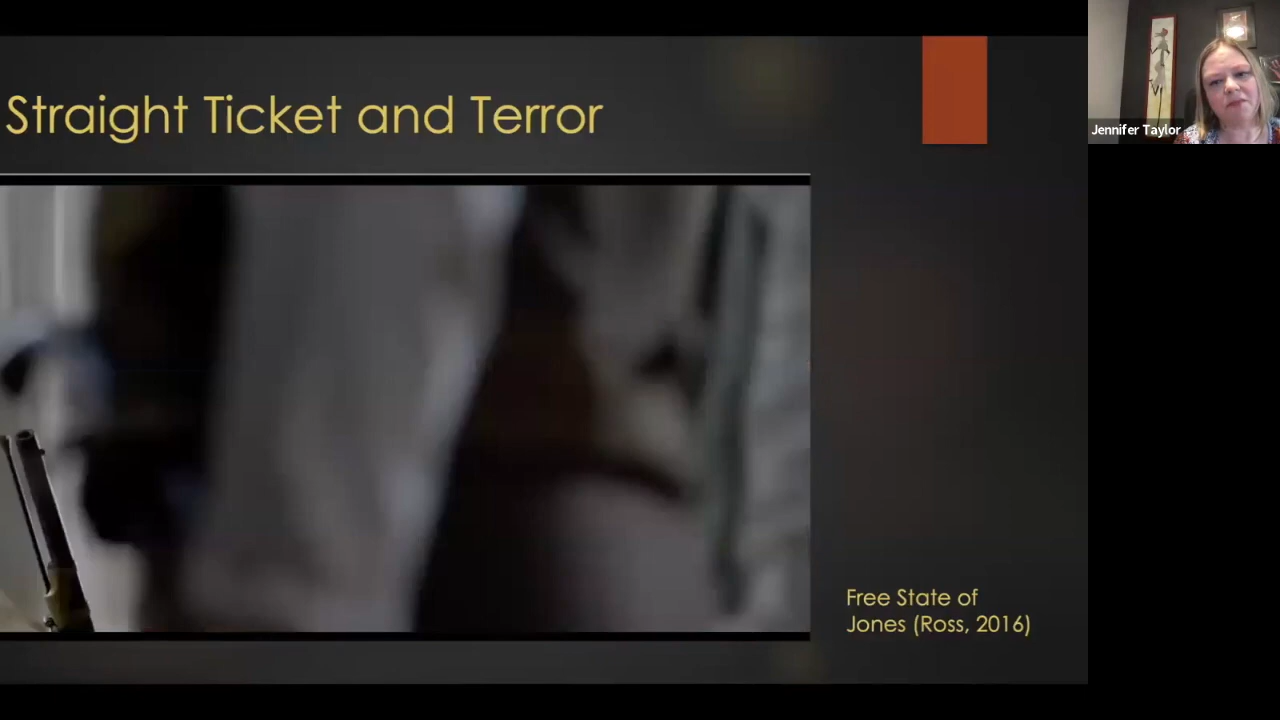 Straight Ticket and Terror
Jennifer Taylor
Free State of
Jones (Ross, 2016)